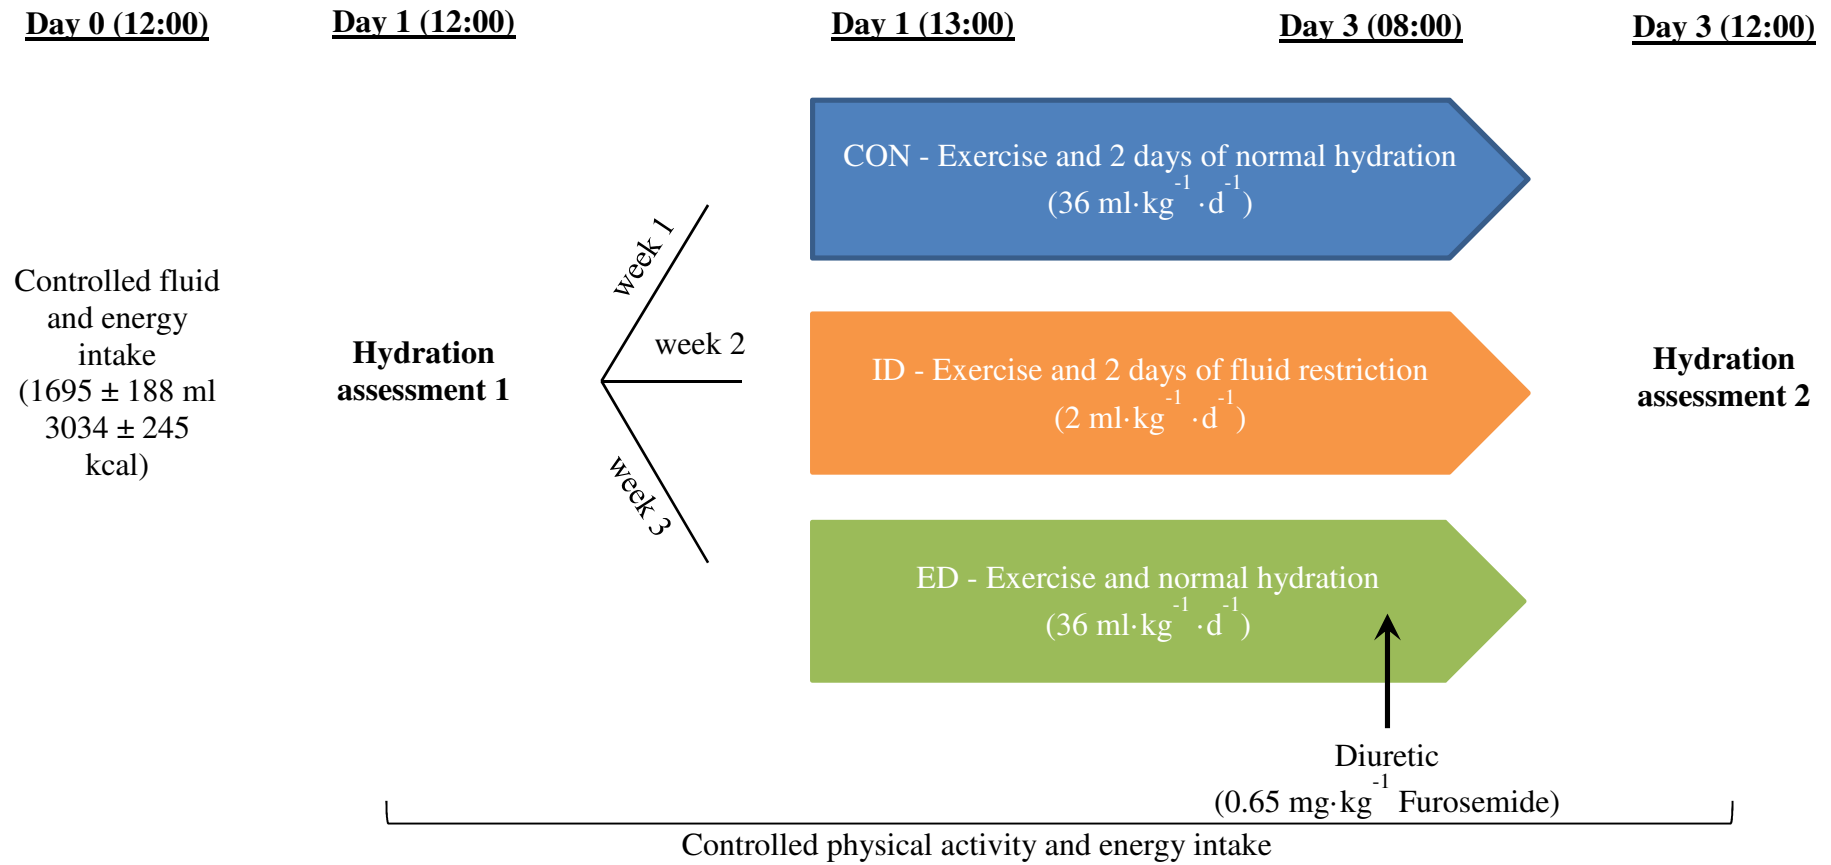 Day 0 (12:00)
Day 1 (12:00)
Day 1 (13:00)
Day 3 (08:00)
Day 3 (12:00)
Controlled fluid
and energy
intake
(1695 ± 188 ml
3034 ± 245
kcal)
Hydration
assessment 1
week 1
week 2
week 3
CON - Exercise and 2 days of normal hydration
(36 ml·kg⁻¹·d⁻¹)
ID - Exercise and 2 days of fluid restriction
(2 ml·kg⁻¹·d⁻¹)
ED - Exercise and normal hydration
(36 ml·kg⁻¹·d⁻¹)
Hydration
assessment 2
Diuretic
(0.65 mg·kg⁻¹ Furosemide)
Controlled physical activity and energy intake